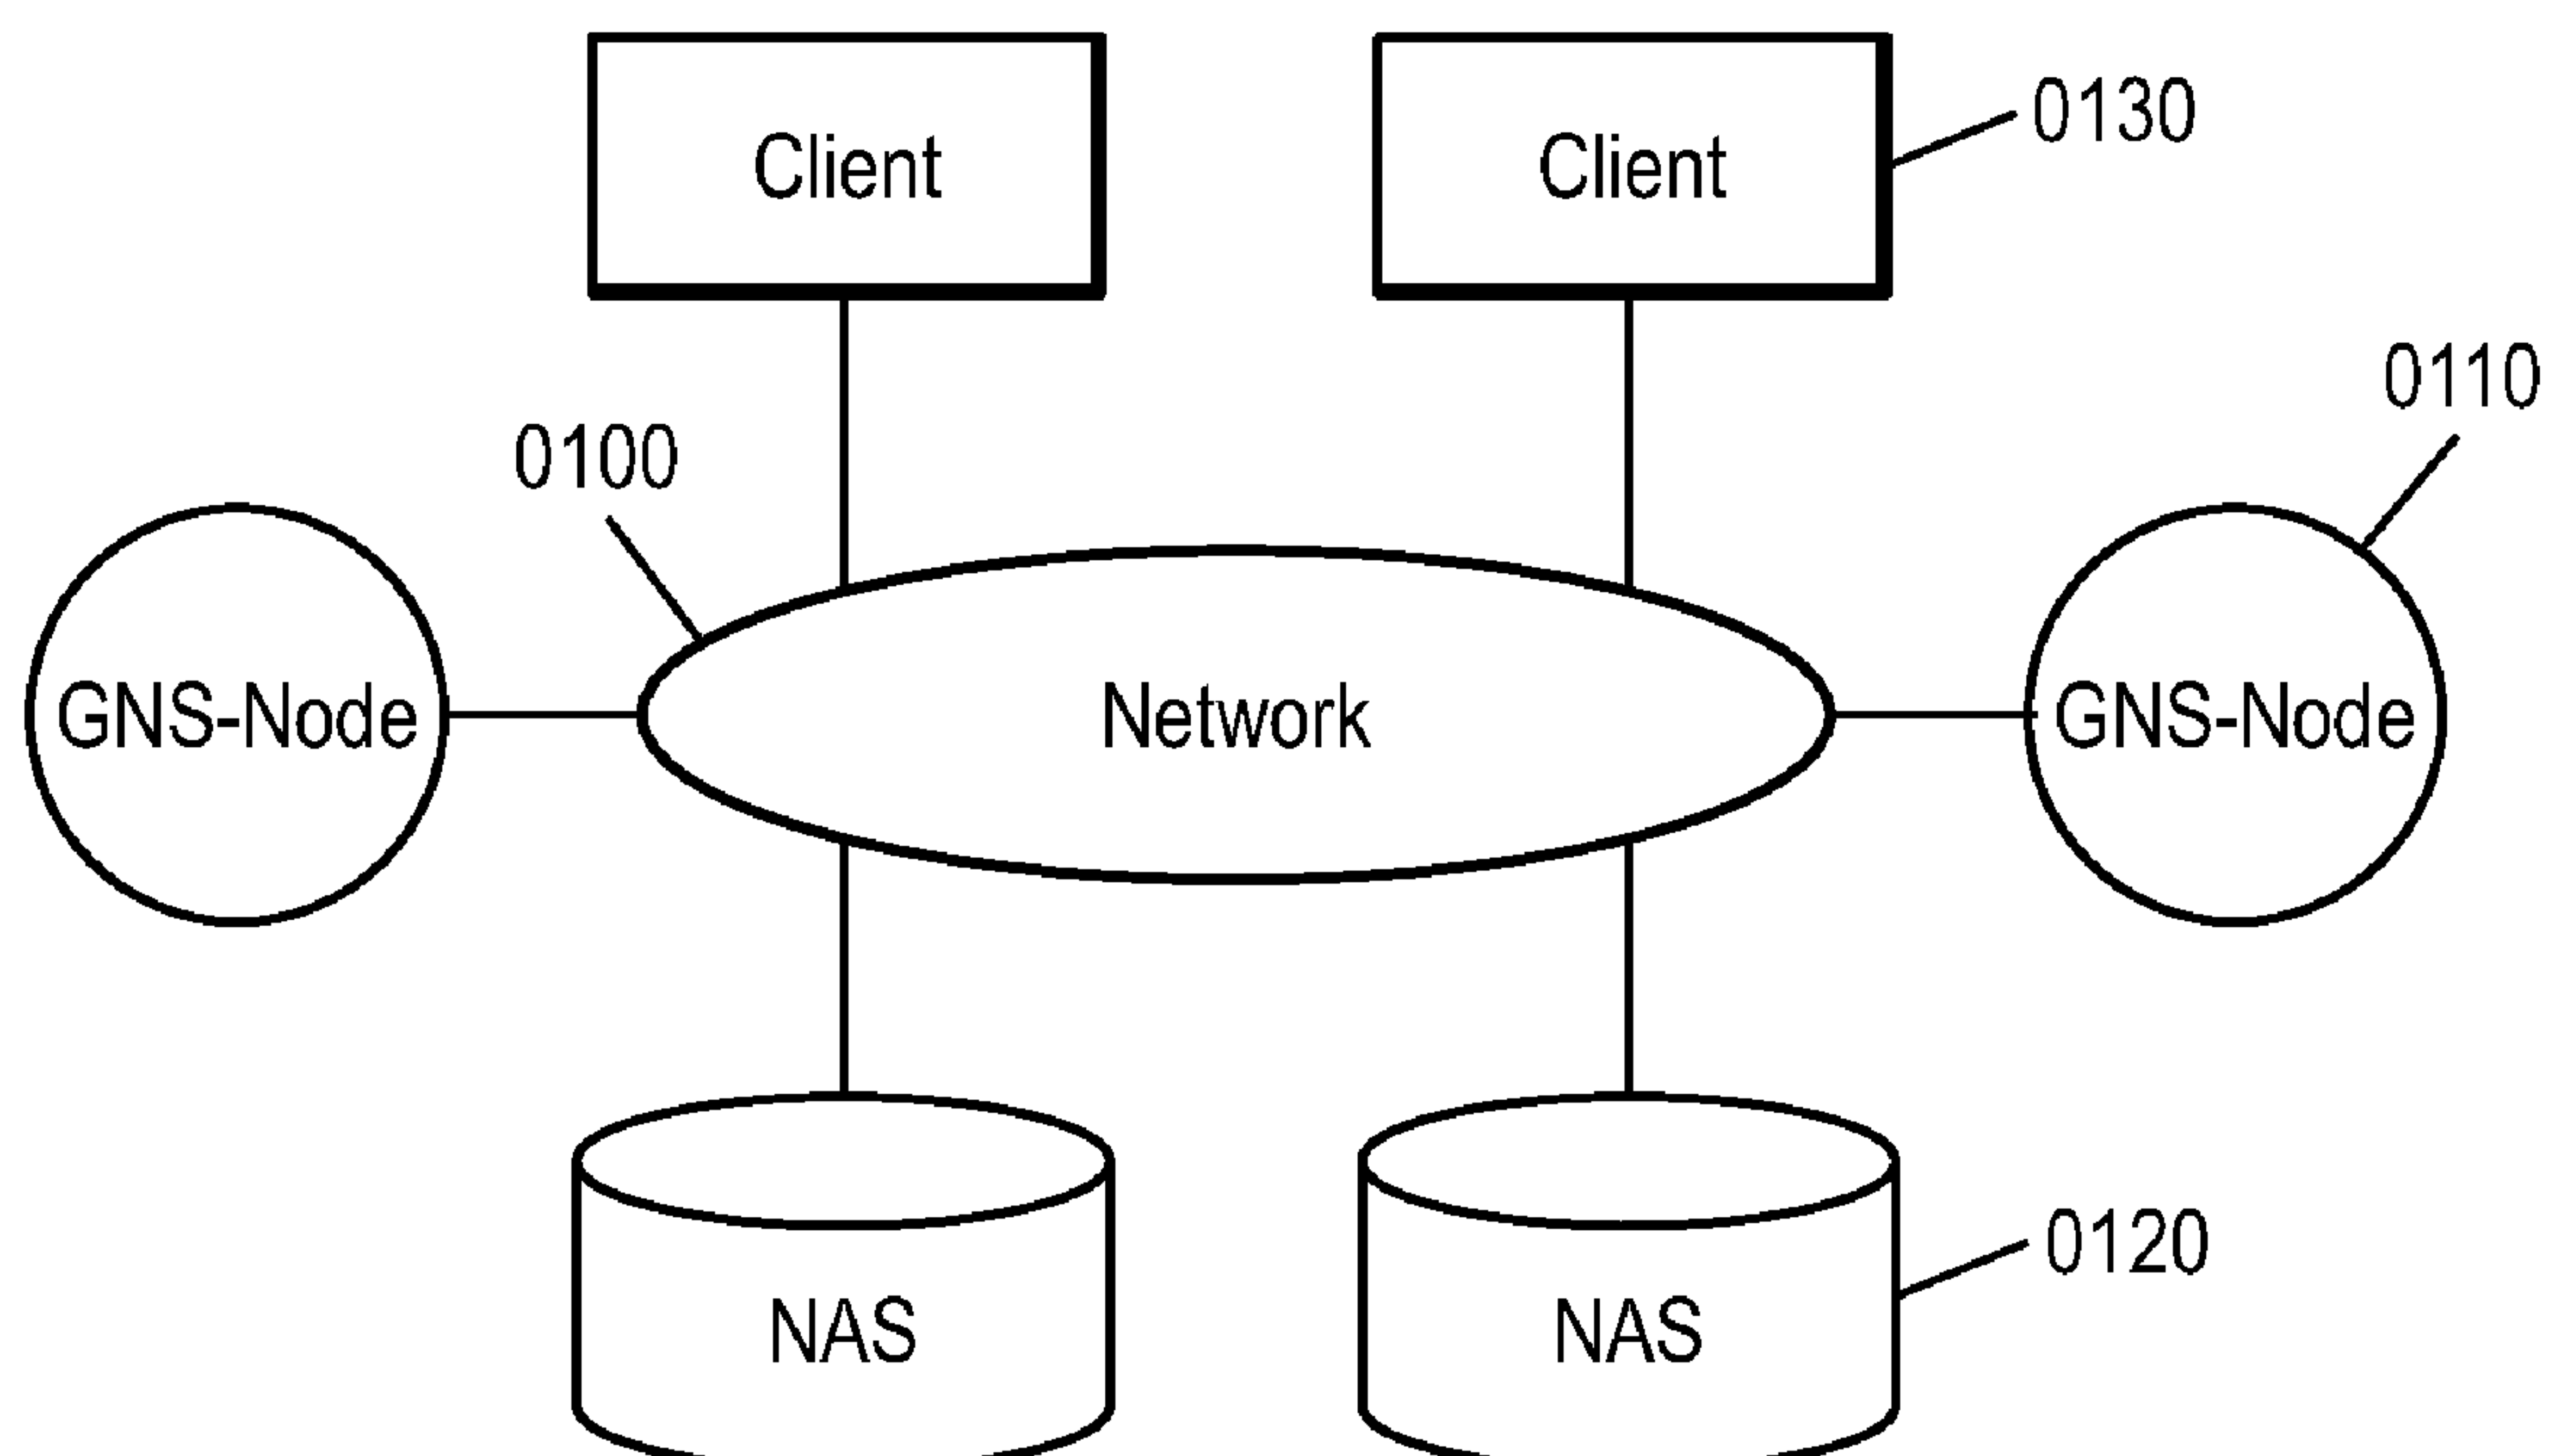 Client
Client
0130
0110
0100
GNS-Node
Network
GNS-Node
NAS
NAS
0120